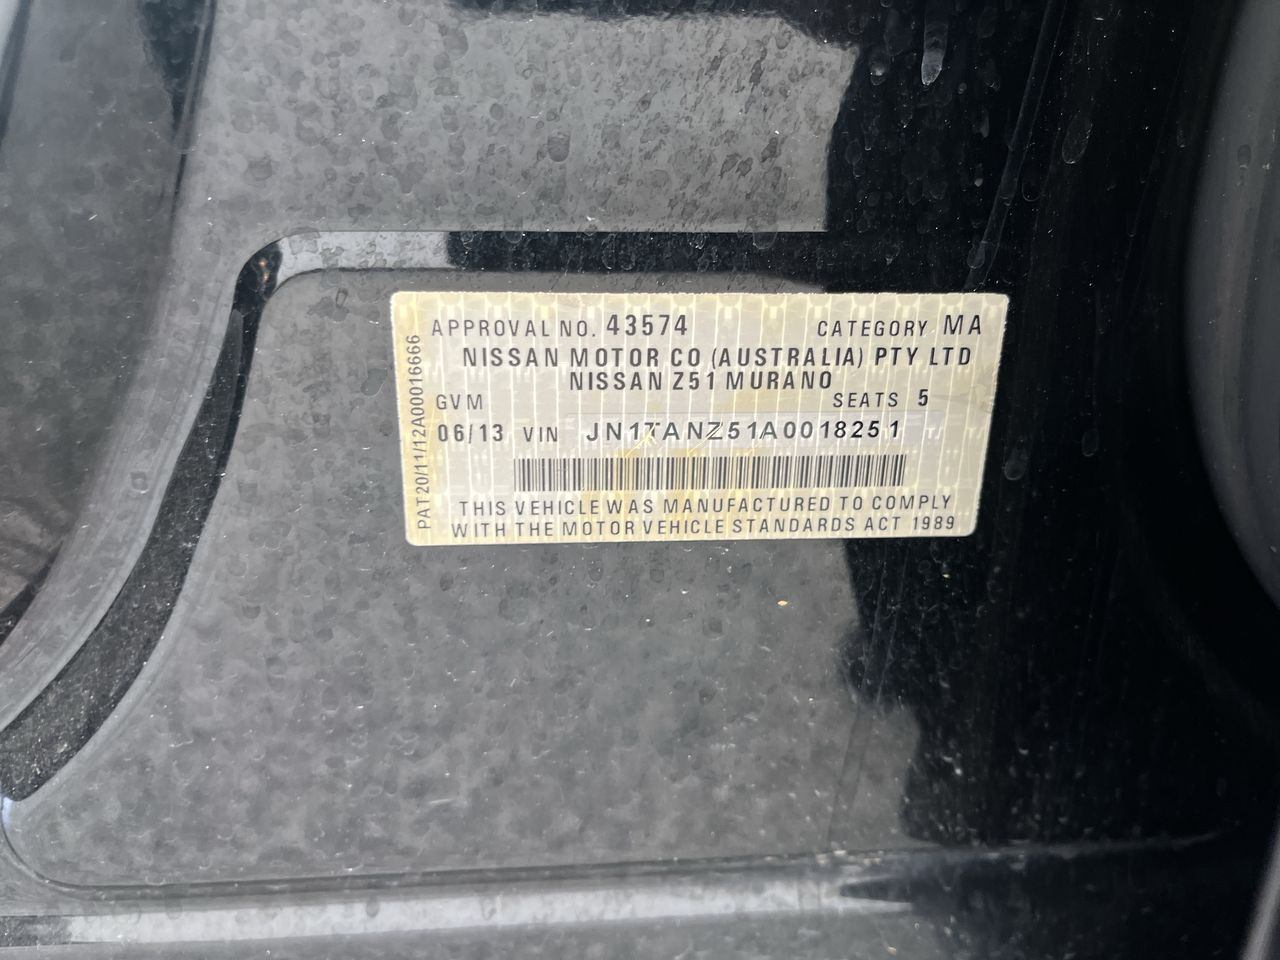 APPROVAL NO. 43574 CATEGORY MA
NISSAN MOTOR CO (AUSTRALIA) PTY LTD
NISSAN Z51 MURANO
GVM SEATS 5
06/13 VIN JN1TANZ51A0018251
THIS VEHICLE WAS MANUFACTURED TO COMPLY
WITH THE MOTOR VEHICLE STANDARDS ACT 1989
PAT20/11/12A00016666